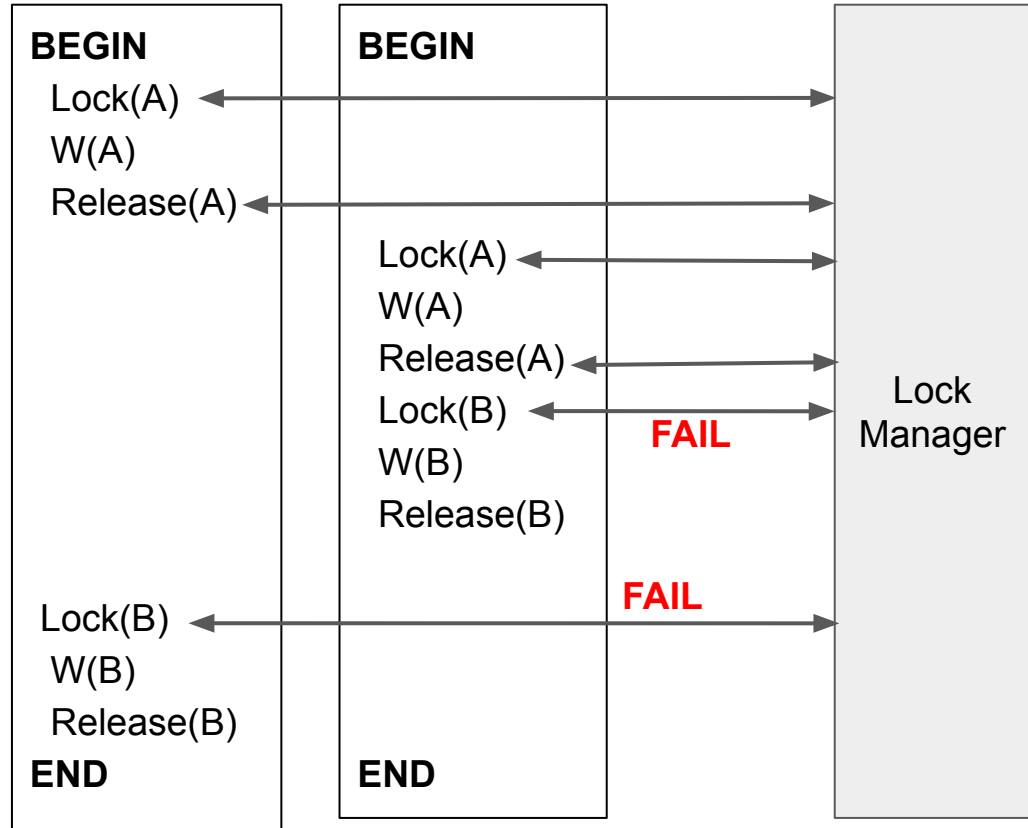 BEGIN
Lock(A)
W(A)
Release(A)
Lock(B)
W(B)
Release(B)
END
BEGIN
Lock(A)
W(A)
Release(A)
Lock(B)
W(B)
Release(B)
END
FAIL
FAIL
Lock
Manager